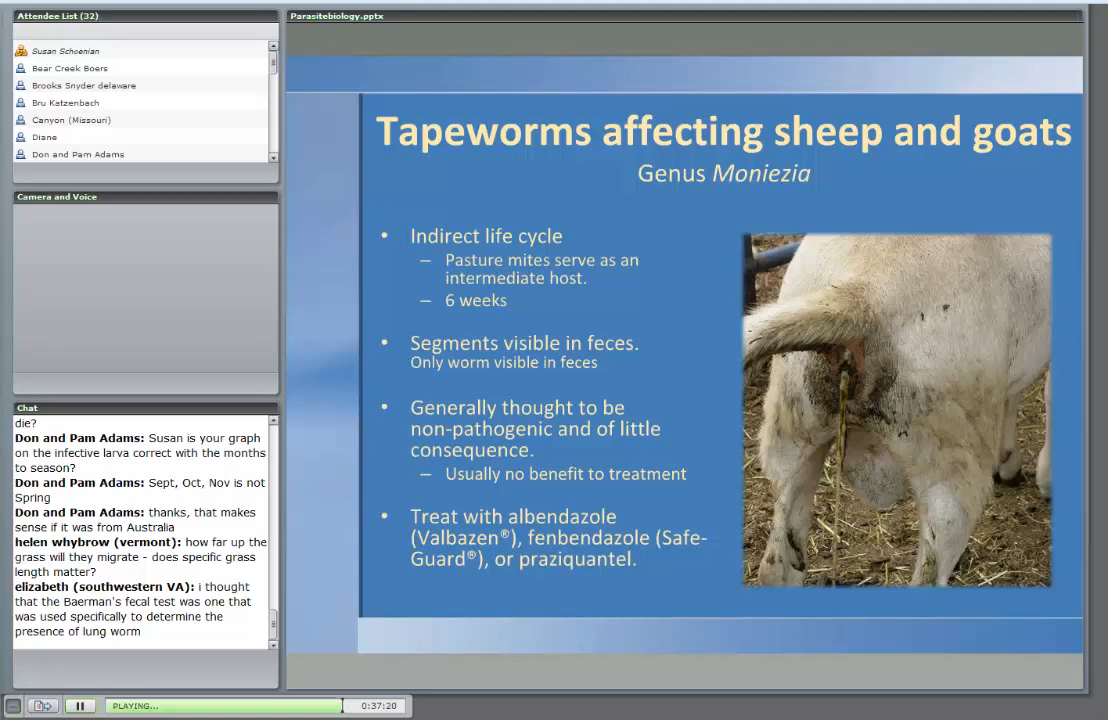 Attendee List (32)
Susan Schoenian
Bear Creek Boers
Brooks Snyder delaware
Bru Katzenbach
Canyon (Missouri)
Diane
Don and Pam Adams
Camera and Voice
Chat
die?
Don and Pam Adams: Susan is your graph
on the infective larva correct with the months
to season?
Don and Pam Adams: Sept, Oct, Nov is not
Spring
Don and Pam Adams: thanks, that makes
sense if it was from Australia
helen whybrow (vermont): how far up the
grass will they migrate - does specific grass
length matter?
elizabeth (southwestern VA): i thought
that the Baerman's fecal test was one that
was used specifically to determine the
presence of lung worm
PLAYING...
0:37:20
Parasitebiology.pptx
Tapeworms affecting sheep and goats
Genus Moniezia
• Indirect life cycle
– Pasture mites serve as an
intermediate host.
– 6 weeks
• Segments visible in feces.
Only worm visible in feces
• Generally thought to be
non-pathogenic and of little
consequence.
– Usually no benefit to treatment
• Treat with albendazole
(Valbazen®), fenbendazole (Safe-
Guard®), or praziquantel.